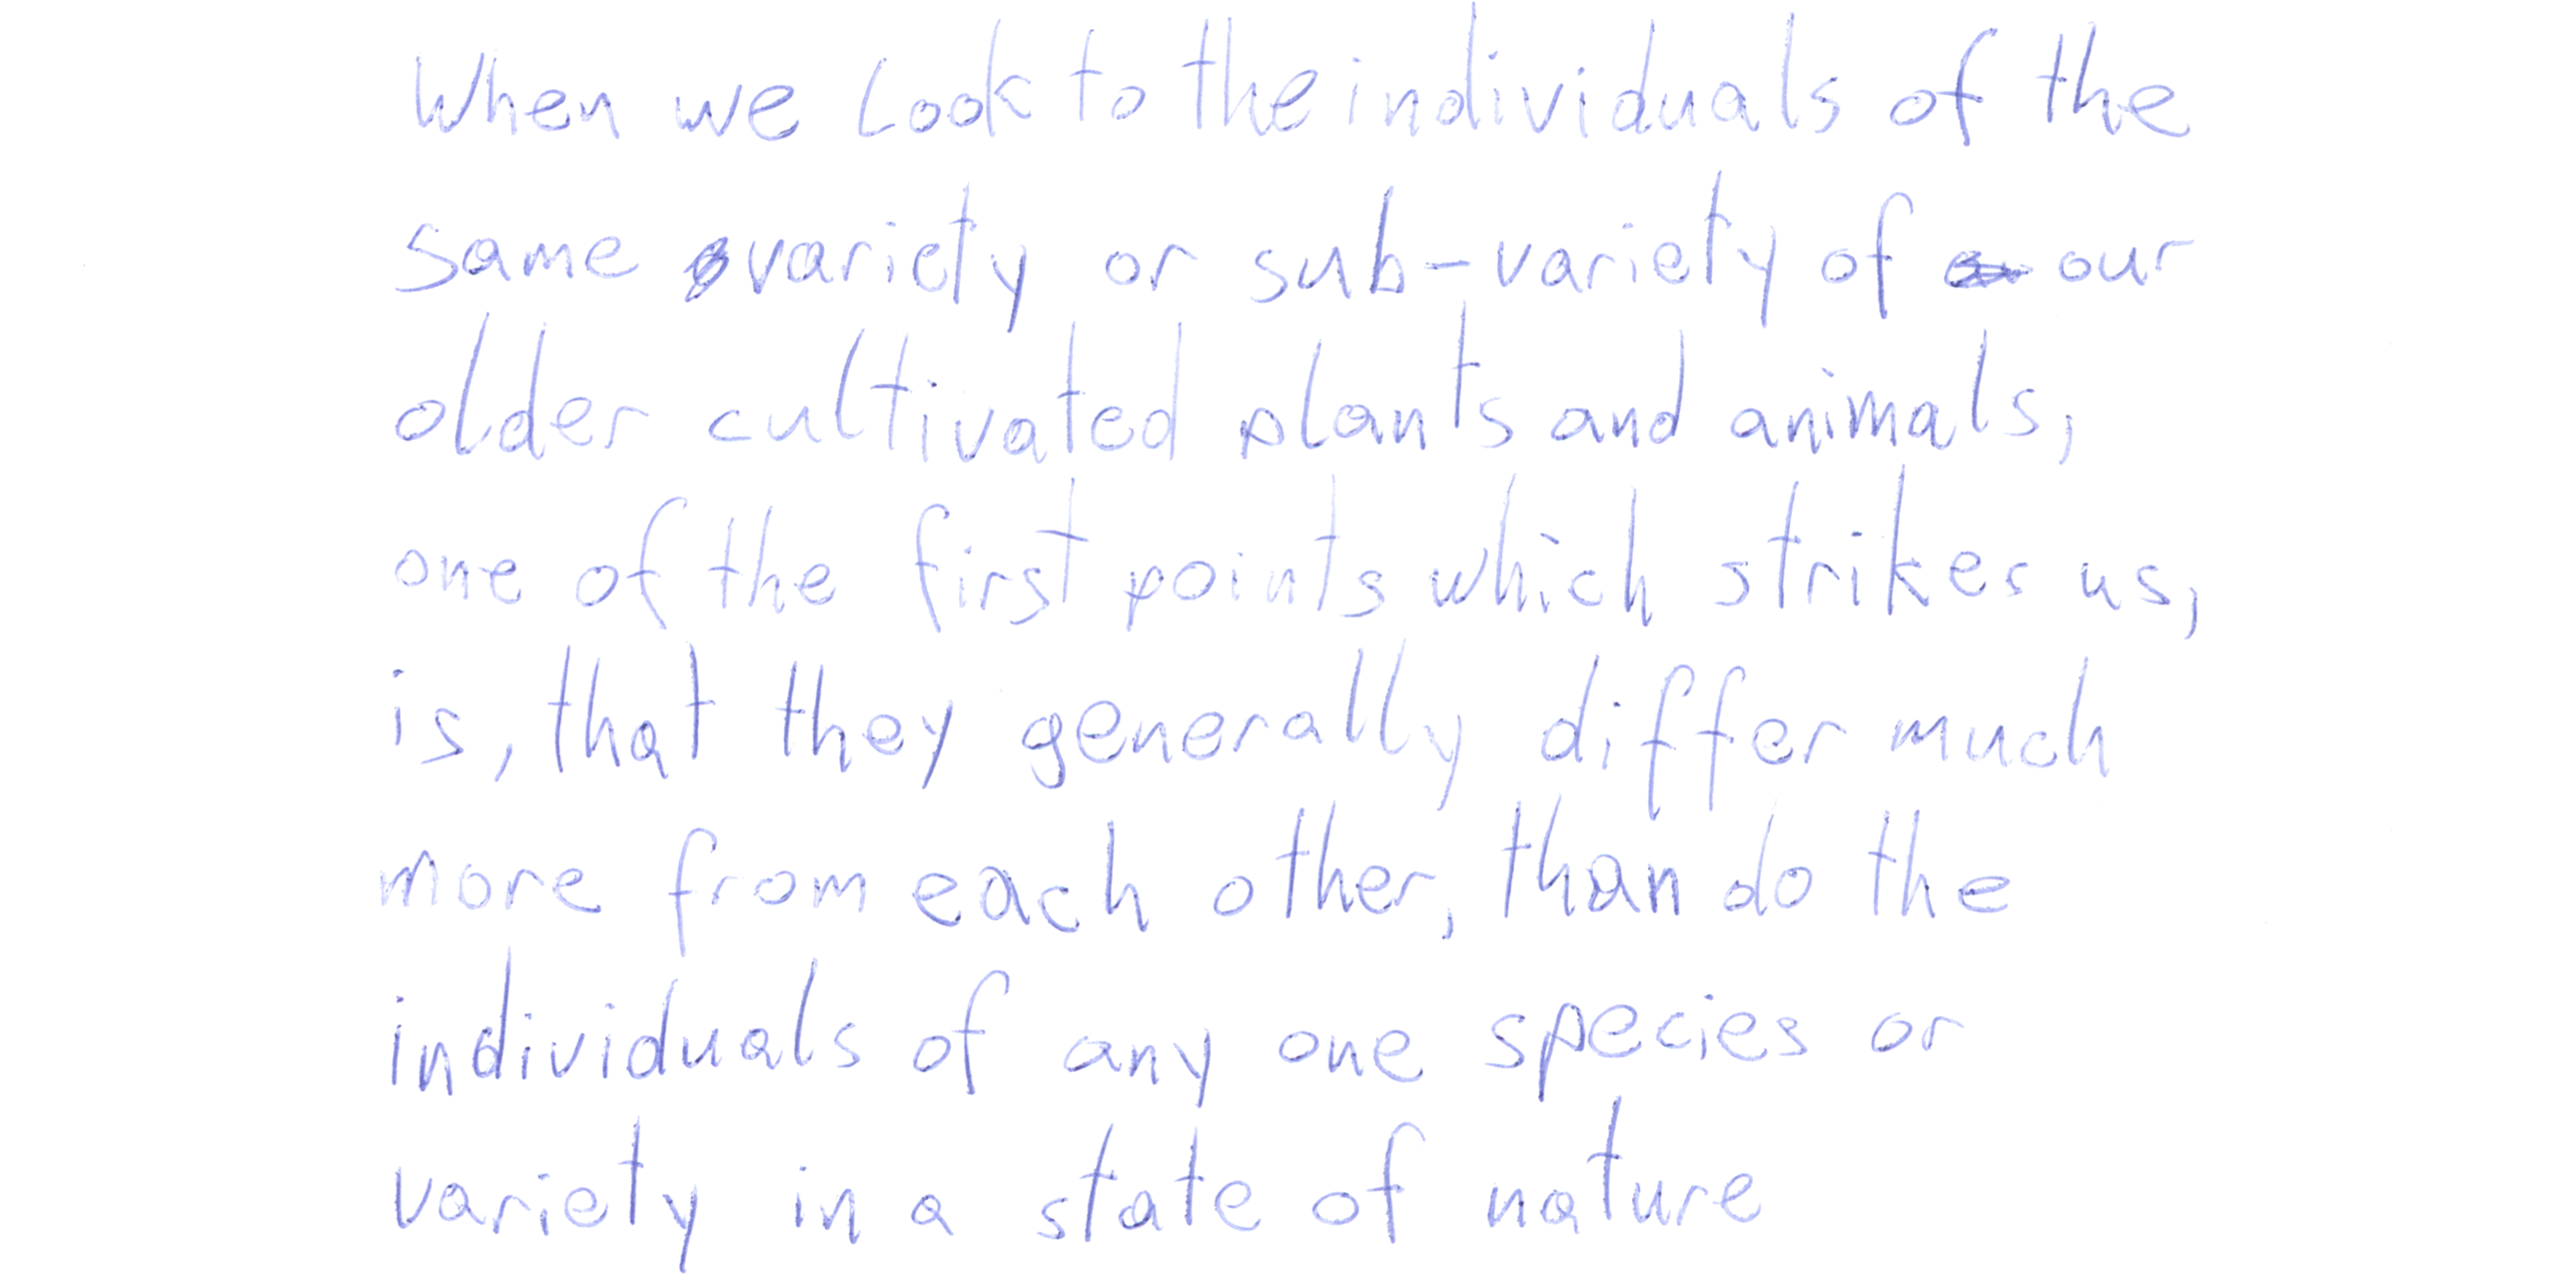 When we look to the individuals of the
same variety or sub-variety of our
older cultivated plants and animals,
one of the first points which strikes us,
is, that they generally differ much
more from each other, than do the
individuals of any one species or
variety in a state of nature